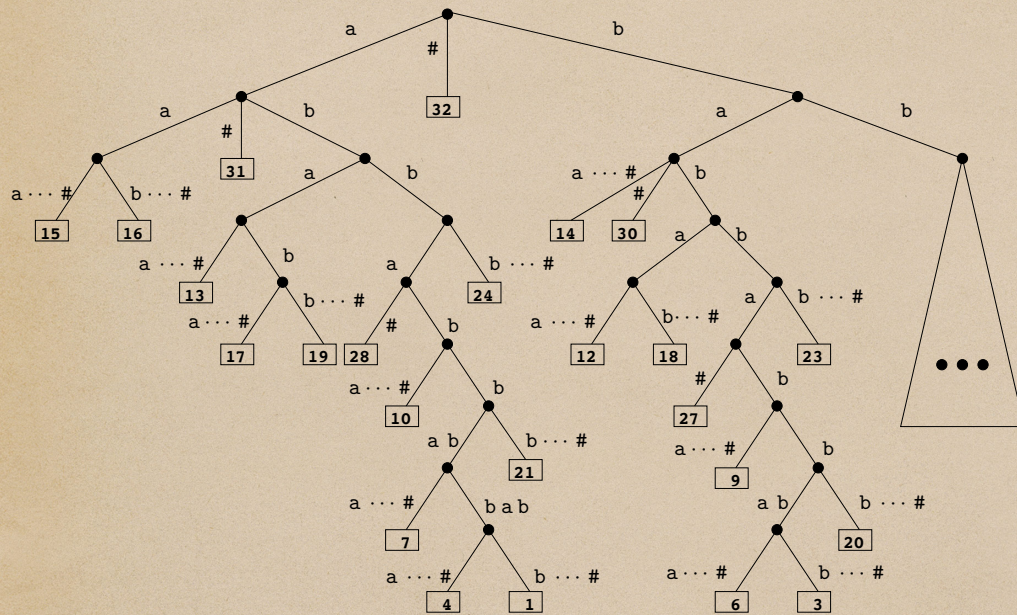 a b
#
32
a b a b
#
31
a b a ··· # b
a ··· # b ··· # #
15 16 14 30
a b
a ··· # b a b ··· #
13 24
a b ··· # a b ··· #
a ··· # # b a ··· # b ··· #
17 19 28 12 18 23
# b
a ··· # 
10 27
b
a b b ··· # a ··· # b
21 9
a ··· # b a b a b b ··· #
7 20
a ··· # b ··· # a ··· # b ··· #
4 1 6 3